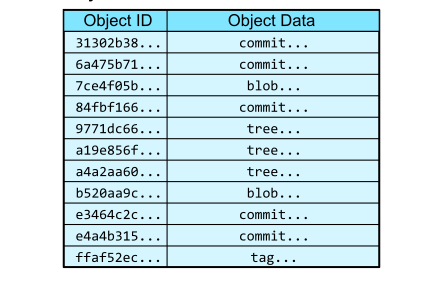 Object ID Object Data
31302b38... commit...
6a475b71... commit...
7ce4f05b... blob...
84fbf166... commit...
9771dc66... tree...
a19e856f... tree...
a4a2aa60... tree...
b520aa9c... blob...
e3464c2c... commit...
e4a4b315... commit...
ffaf52ec... tag...